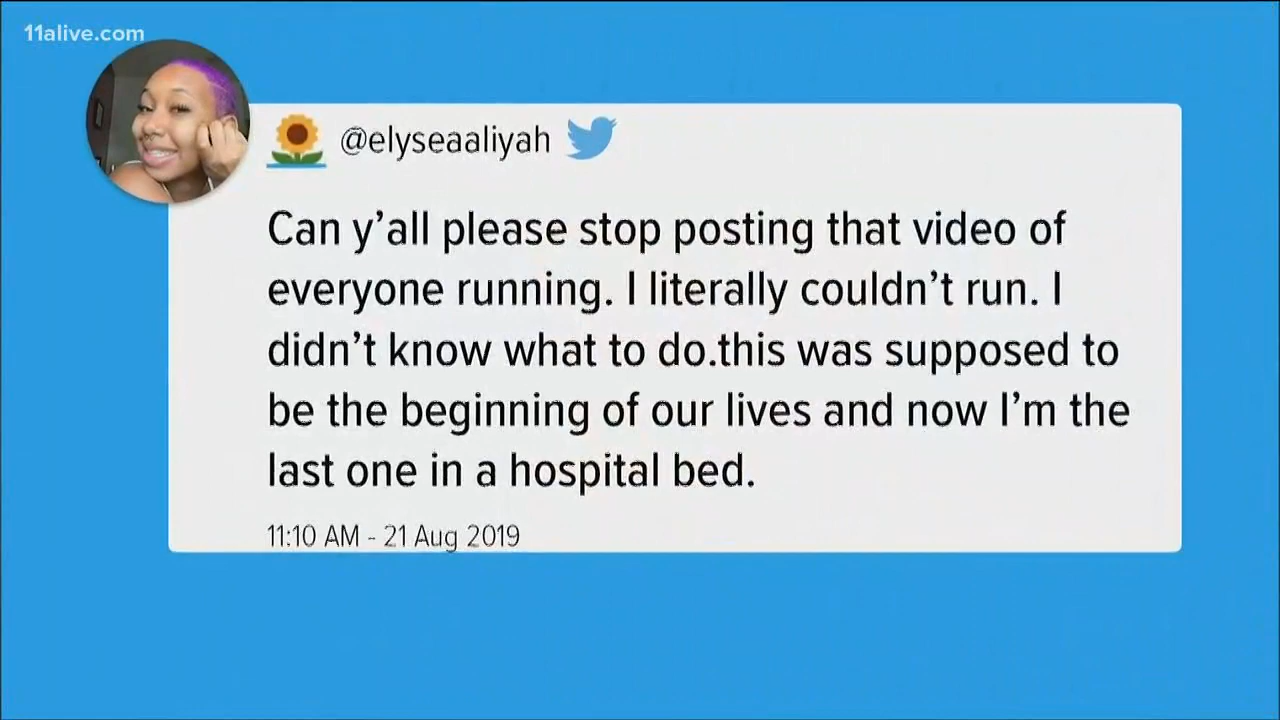 11alive.com
@elyseaaliyah
Can y’all please stop posting that video of
everyone running. I literally couldn’t run. I
didn’t know what to do.this was supposed to
be the beginning of our lives and now I’m the
last one in a hospital bed.
11:10 AM - 21 Aug 2019